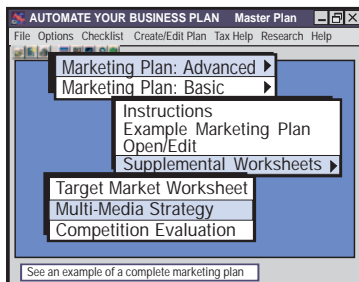 AUTOMATE YOUR BUSINESS PLAN Master Plan
File Options Checklist Create/Edit Plan Tax Help Research Help
Marketing Plan: Advanced
Marketing Plan: Basic
Instructions
Example Marketing Plan
Open/Edit
Supplemental Worksheets
Target Market Worksheet
Multi-Media Strategy
Competition Evaluation
See an example of a complete marketing plan